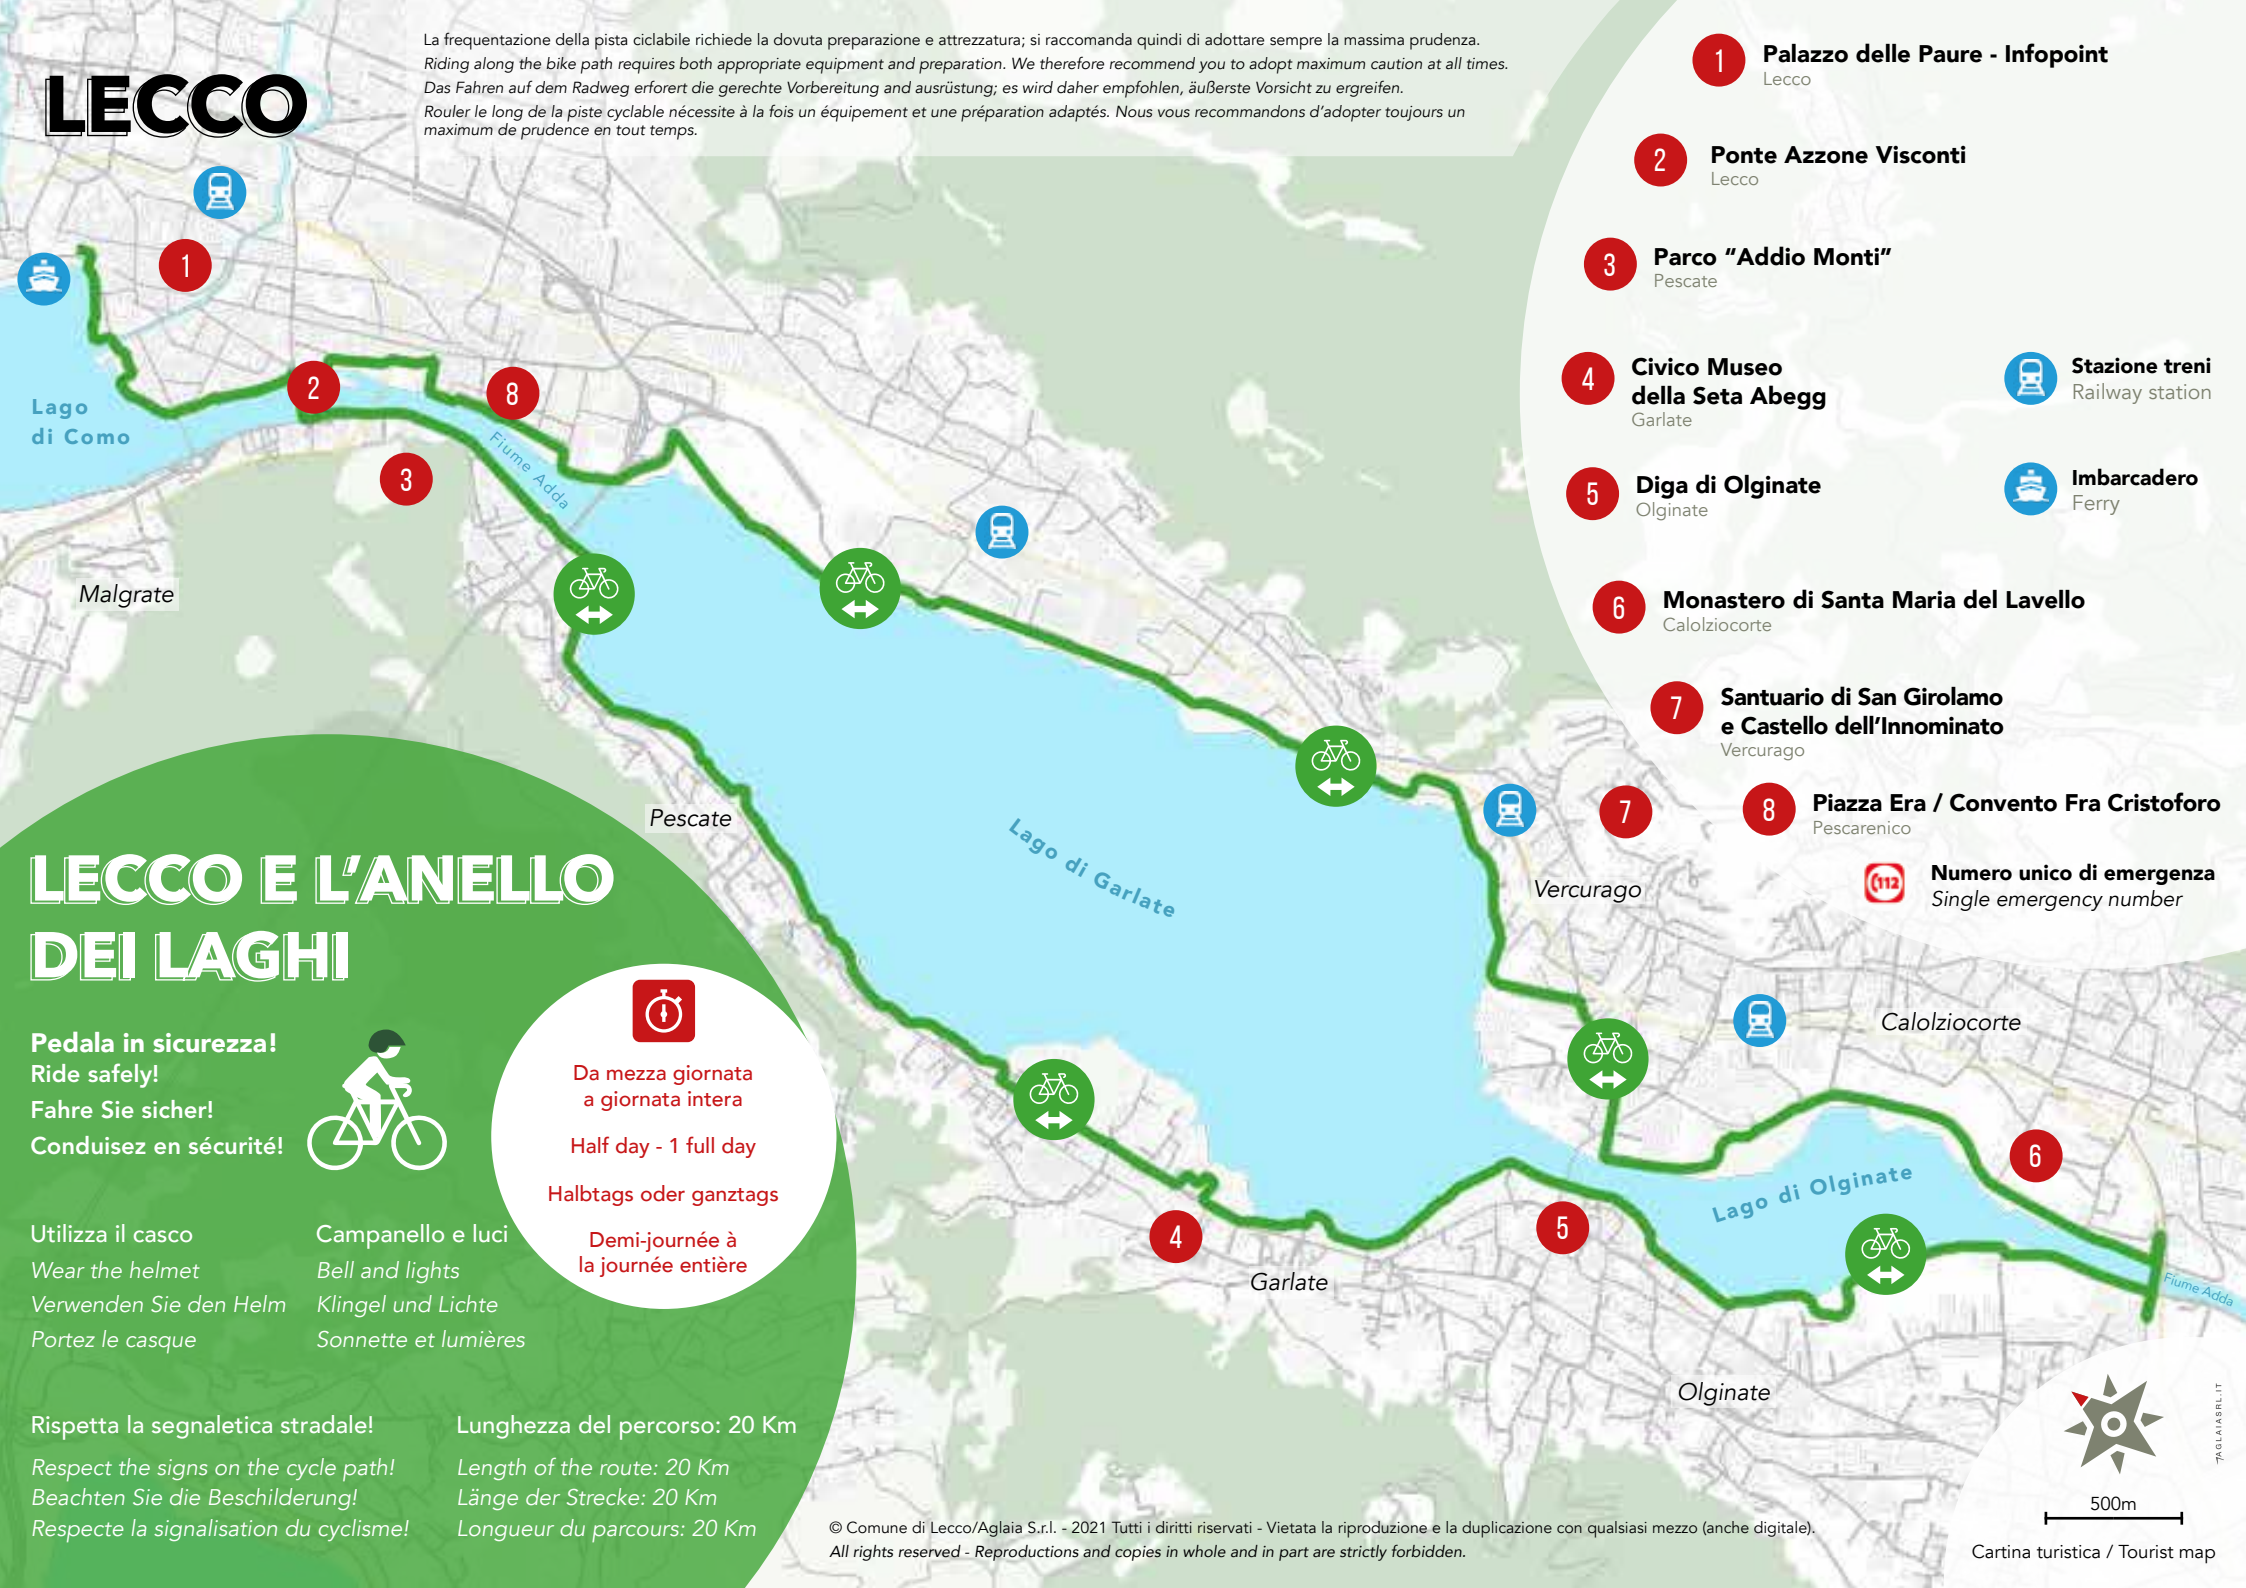 LECCO
La frequentazione della pista ciclabile richiede la dovuta preparazione e attrezzatura; si raccomanda quindi di adottare sempre la massima prudenza.
Riding along the bike path requires both appropriate equipment and preparation. We therefore recommend you to adopt maximum caution at all times.
Das Fahren auf dem Radweg erforert die gerechte Vorbereitung and ausrüstung; es wird daher empfohlen, äußerste Vorsicht zu ergreifen.
Rouler le long de la piste cyclable nécessite à la fois un équipement et une préparation adaptés. Nous vous recommandons d'adopter toujours un
maximum de prudence en tout temps.
1
Palazzo delle Paure - Infopoint
Lecco
2
Ponte Azzone Visconti
Lecco
3
Parco “Addio Monti”
Pescate
4
Civico Museo
della Seta Abegg
Garlate
5
Diga di Olginate
Olginate
6
Monastero di Santa Maria del Lavello
Calolziocorte
7
Santuario di San Girolamo
e Castello dell'Innominato
Vercurago
8
Piazza Era / Convento Fra Cristoforo
Pescarenico
Stazione treni
Railway station
Imbarcadero
Ferry
112
Numero unico di emergenza
Single emergency number
1
2
8
3
Lago
di Como
Fiume Adda
Malgrate
Pescate
Lago di Garlate
7
Vercurago
Calolziocorte
6
Lago di Olginate
5
4
Garlate
Fiume Adda
Olginate
LECCO E L'ANELLO
DEI LAGHI
Pedala in sicurezza!
Ride safely!
Fahre Sie sicher!
Conduisez en sécurité!
Da mezza giornata
a giornata intera
Half day - 1 full day
Halbtags oder ganztags
Demi-journée à
la journée entière
Utilizza il casco
Wear the helmet
Verwenden Sie den Helm
Portez le casque
Campanello e luci
Bell and lights
Klingel und Lichte
Sonnette et lumières
Rispetta la segnaletica stradale!
Respect the signs on the cycle path!
Beachten Sie die Beschilderung!
Respecte la signalisation du cyclisme!
Lunghezza del percorso: 20 Km
Length of the route: 20 Km
Länge der Strecke: 20 Km
Longueur du parcours: 20 Km
© Comune di Lecco/Aglaia S.r.l. - 2021 Tutti i diritti riservati - Vietata la riproduzione e la duplicazione con qualsiasi mezzo (anche digitale).
All rights reserved - Reproductions and copies in whole and in part are strictly forbidden.
AGLAIASRL.IT
500m
Cartina turistica / Tourist map